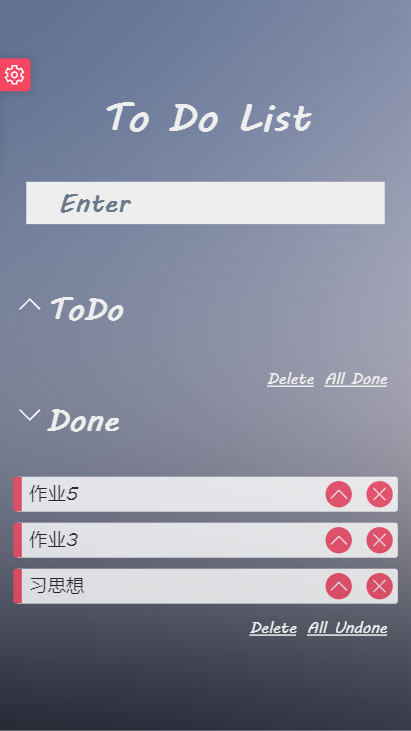 To Do List
Enter
ToDo
Delete All Done
Done
作业5
作业3
习思想
Delete All Undone